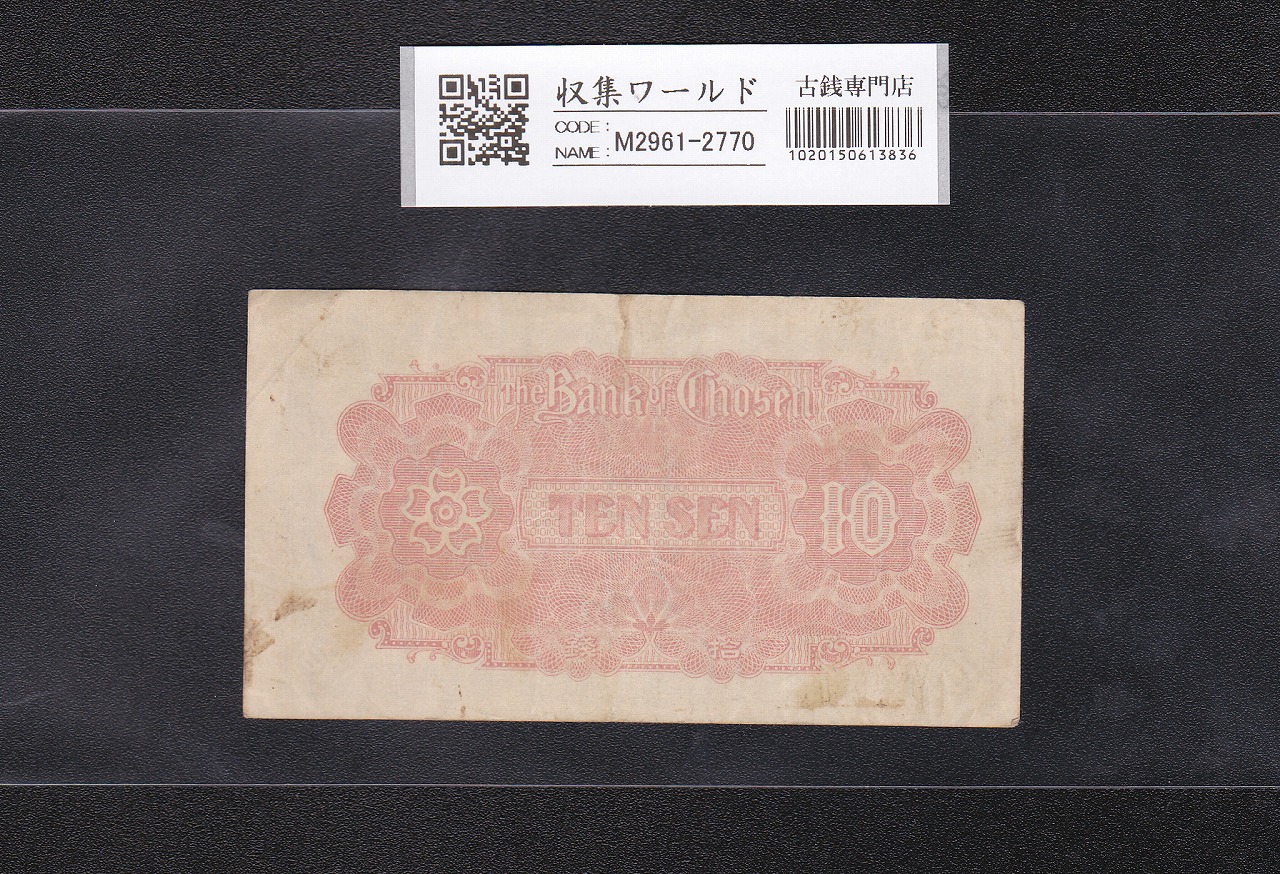 収集ワールド
古銭専門店
CODE:
NAME:
M2961-2770
1020150613836
The Bank of Chosen
TEN SEN
10
錢 拾